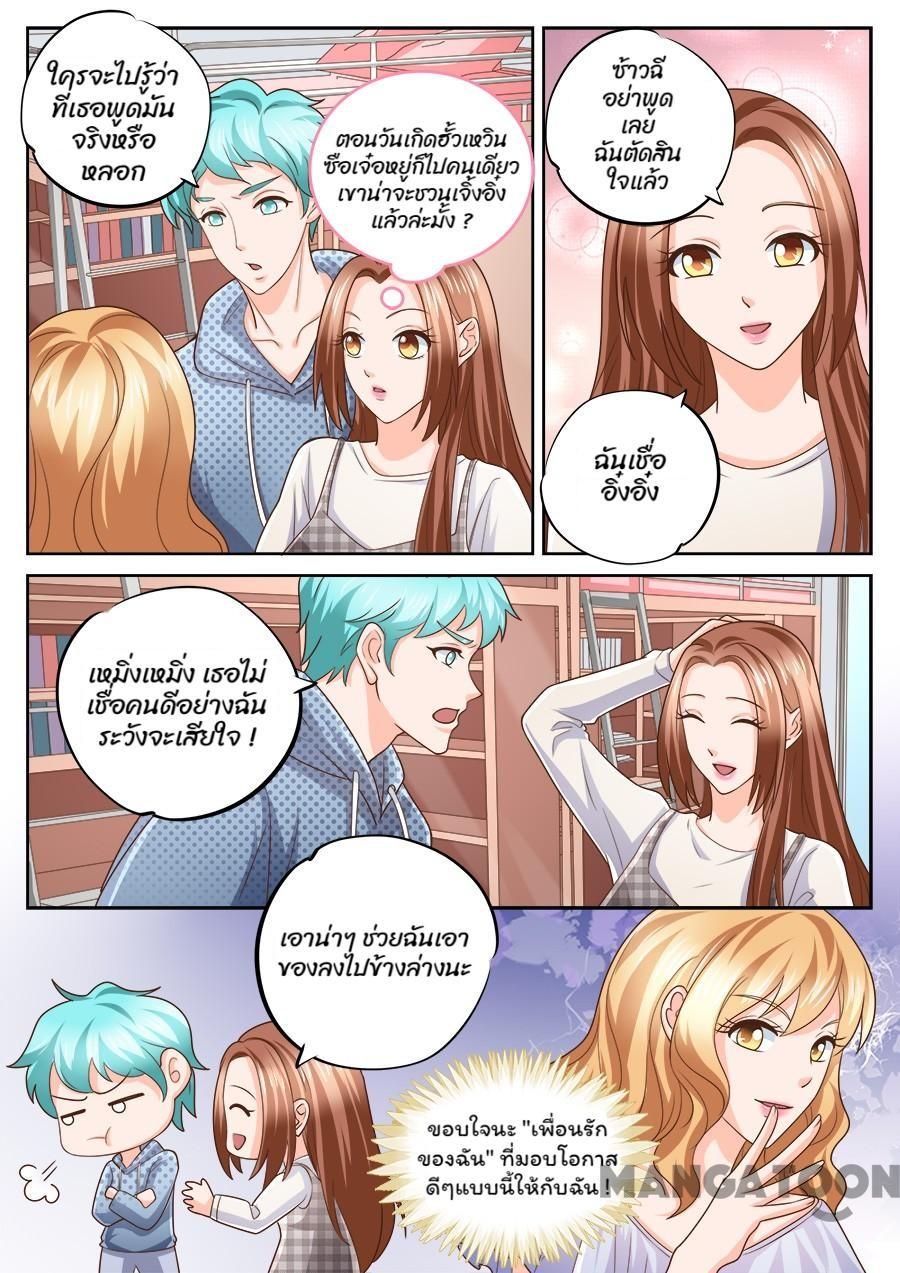 ใครจะไปรู้ว่า
ที่เธอพูดมัน
จริงหรือ
หลอก
ตอนวันเกิดฮั้วเหวิน
ซือเจ๋อหยู่ก็ไปคนเดียว
เขาน่าจะชวนเจิ้งอิ๋ง
แล้วล่ะมั้ง ?
ซ้าวฉี
อย่าพูด
เลย
ฉันตัดสิน
ใจแล้ว
ฉันเชื่อ
อิ๋งอิ๋ง
เหมิ่งเหมิ่ง เธอไม่
เชื่อคนดีอย่างฉัน
ระวังจะเสียใจ !
เอาน่าๆ ช่วยฉันเอา
ของลงไปข้างล่างนะ
ขอบใจนะ "เพื่อนรัก
ของฉัน" ที่มอบโอกาส
ดีๆแบบนี้ให้กับฉัน !
MANGATOON